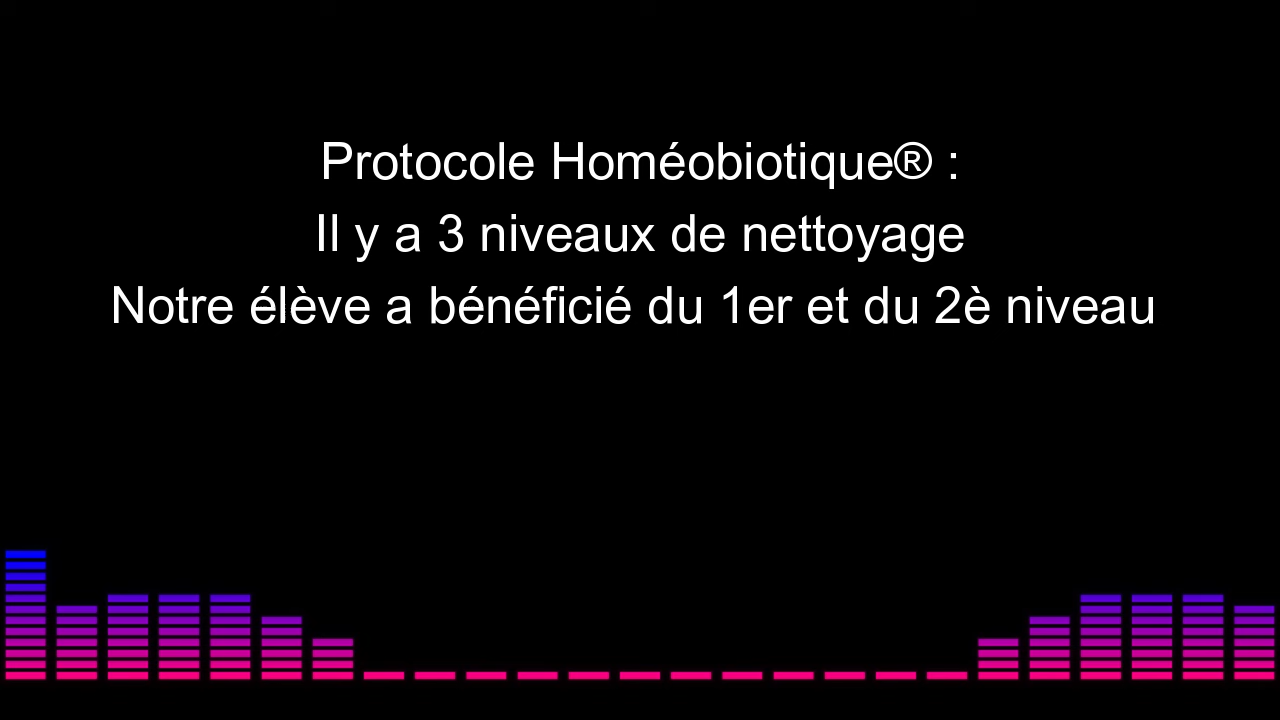 Protocole Homéobiotique® :
Il y a 3 niveaux de nettoyage
Notre élève a bénéficié du 1er et du 2è niveau